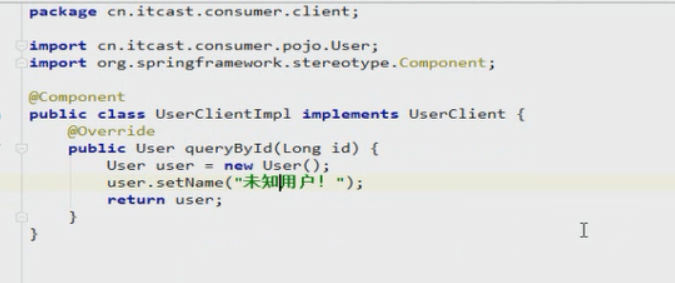 package cn.itcast.consumer.client;
import cn.itcast.consumer.pojo.User;
import org.springframework.stereotype.Component;
@Component
public class UserClientImpl implements UserClient {
@Override
public User queryById(Long id) {
User user = new User();
user.setName("未知用户！");
return user;
}
}